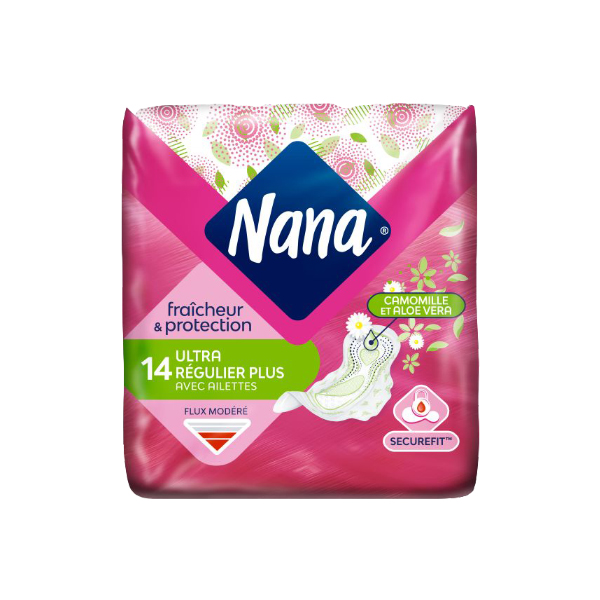 Nana®
fraîcheur
& protection
CAMOMILLE
ET ALOE VERA
14 ULTRA
RÉGULIER PLUS
AVEC AILETTES
FLUX MODÉRÉ
SECUREFIT™